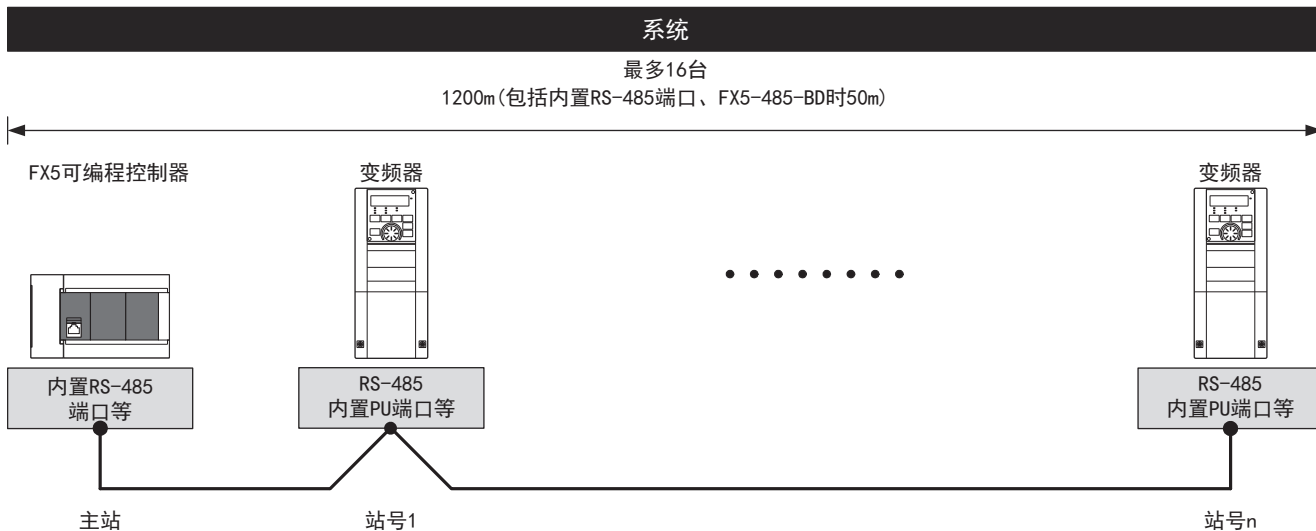 系统
最多16台
1200m(包括内置RS-485端口、FX5-485-BD时50m)
FX5可编程控制器
变频器
变频器
内置RS-485
端口等
RS-485
内置PU端口等
RS-485
内置PU端口等
主站
站号1
站号n